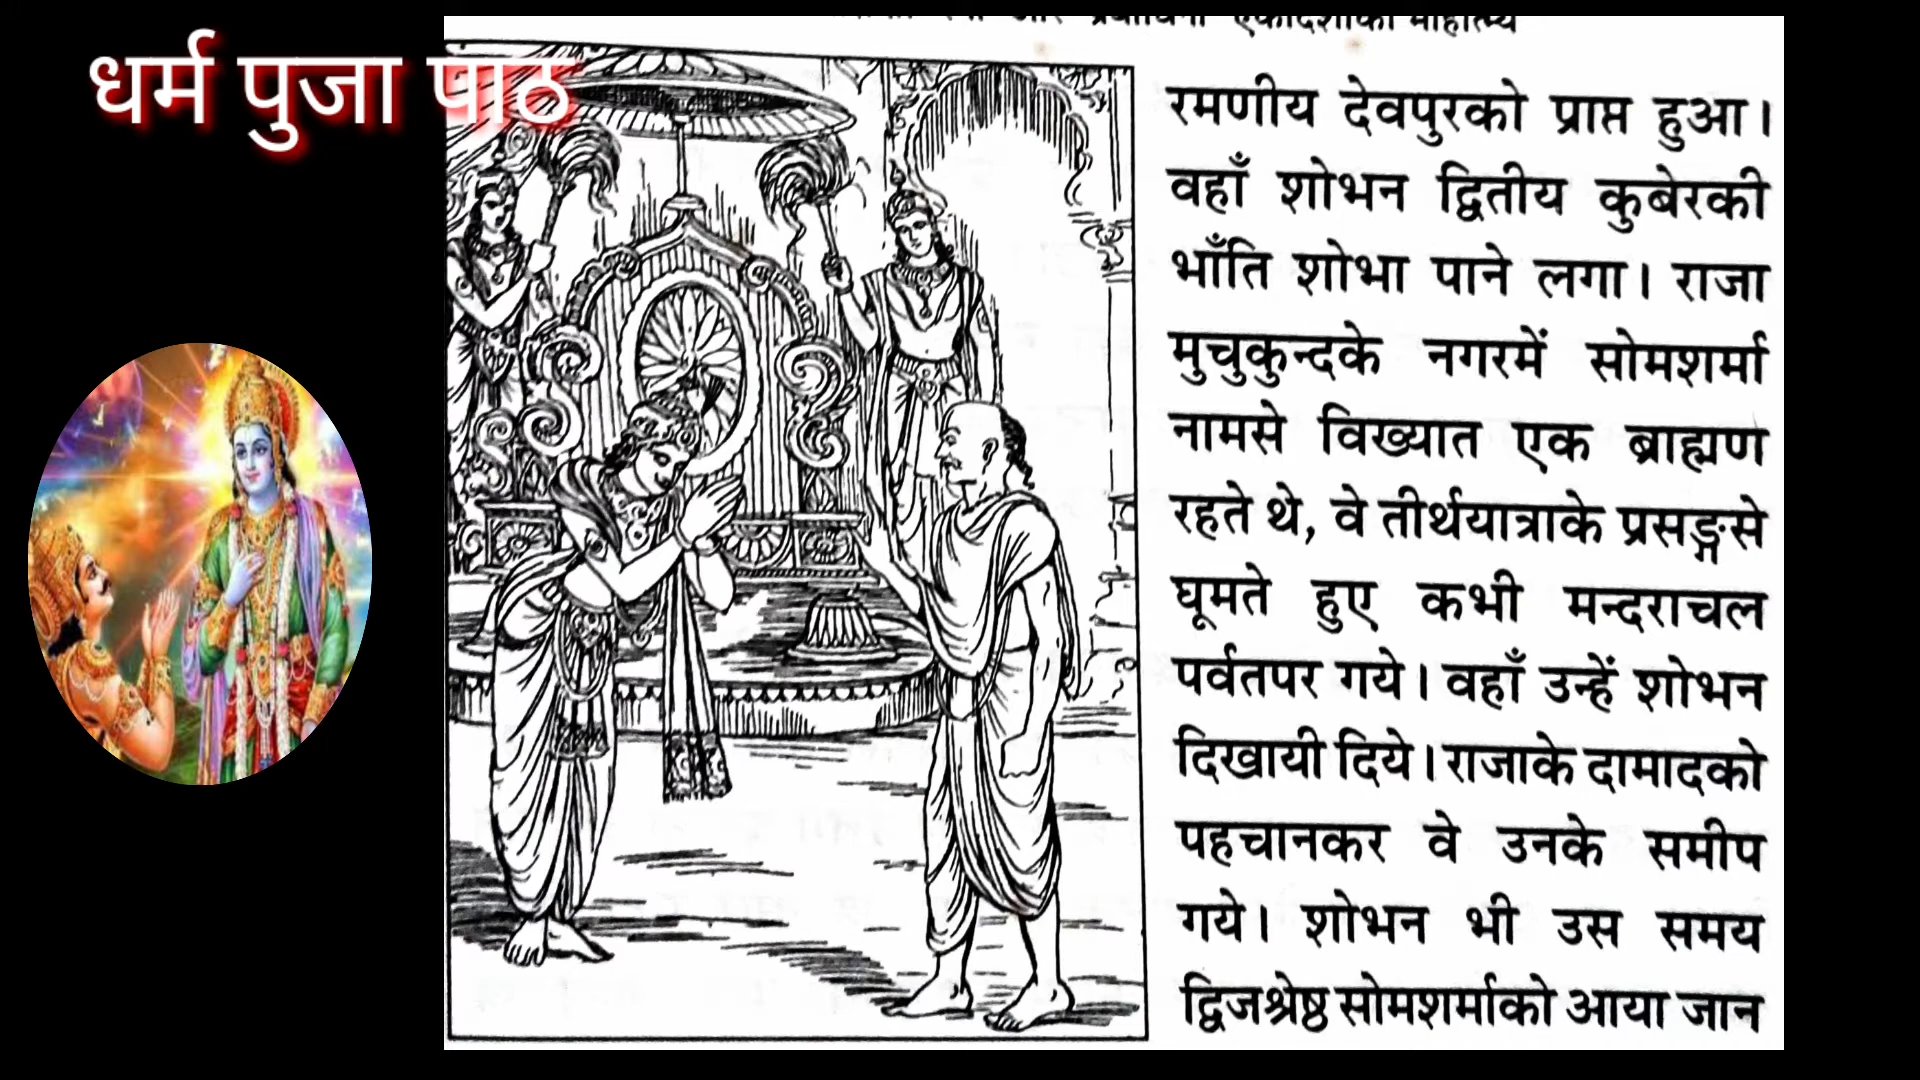 धर्म पुजा पाठ
एकादशीका माहात्म्य
रमणीय देवपुरको प्राप्त हुआ।
वहाँ शोभन द्वितीय कुबेरकी
भाँति शोभा पाने लगा। राजा
मुचुकुन्दके नगरमें सोमशर्मा
नामसे विख्यात एक ब्राह्मण
रहते थे, वे तीर्थयात्राके प्रसङ्गसे
घूमते हुए कभी मन्दराचल
पर्वतपर गये। वहाँ उन्हें शोभन
दिखायी दिये। राजाके दामादको
पहचानकर वे उनके समीप
गये। शोभन भी उस समय
द्विजश्रेष्ठ सोमशर्माको आया जान